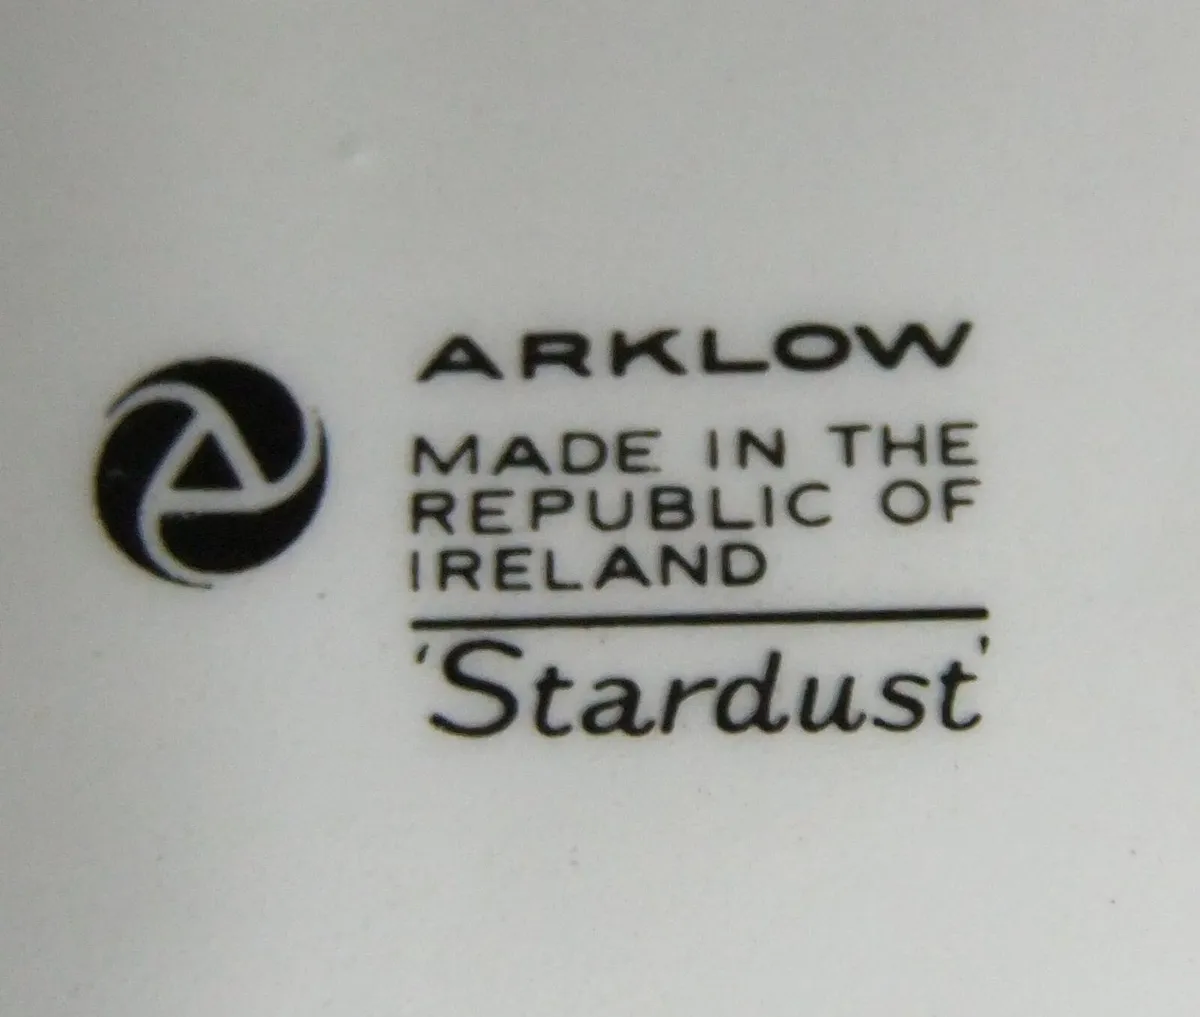 ARKLOW
MADE IN THE
REPUBLIC OF
IRELAND
'Stardust'